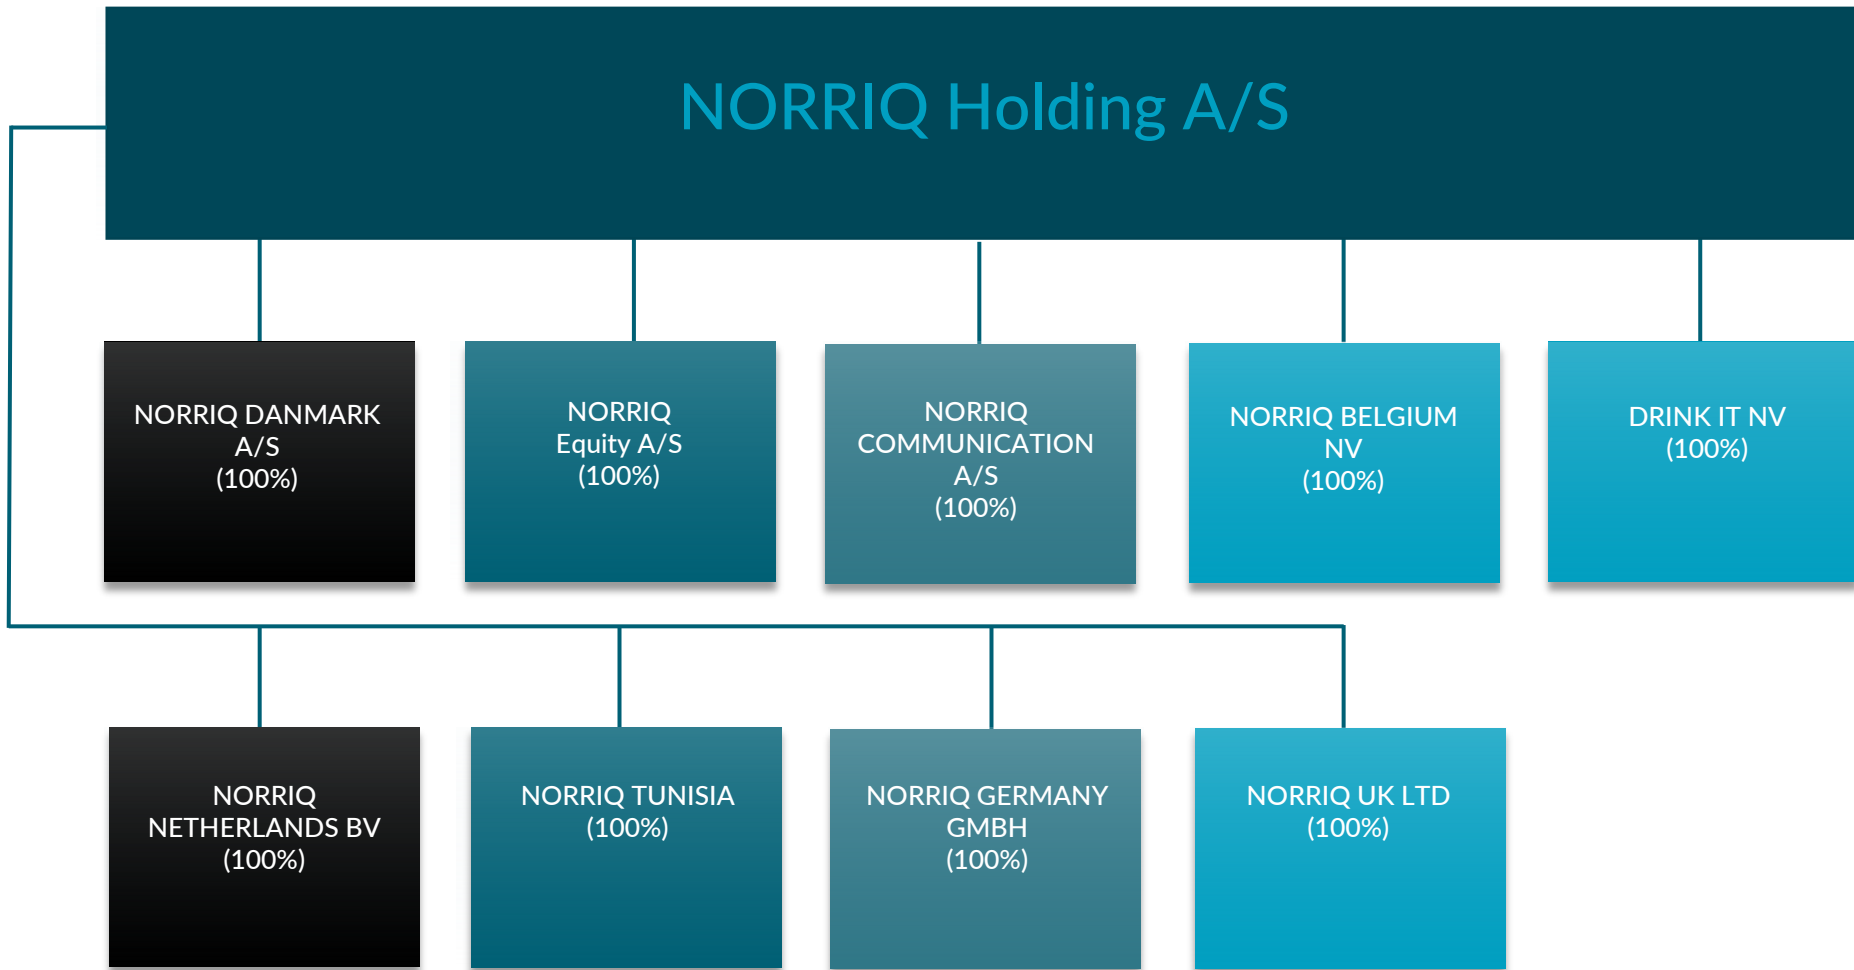 NORRIQ Holding A/S
NORRIQ DANMARK
A/S
(100%)
NORRIQ
Equity A/S
(100%)
NORRIQ
COMMUNICATION
A/S
(100%)
NORRIQ BELGIUM
NV
(100%)
DRINK IT NV
(100%)
NORRIQ
NETHERLANDS BV
(100%)
NORRIQ TUNISIA
(100%)
NORRIQ GERMANY
GMBH
(100%)
NORRIQ UK LTD
(100%)